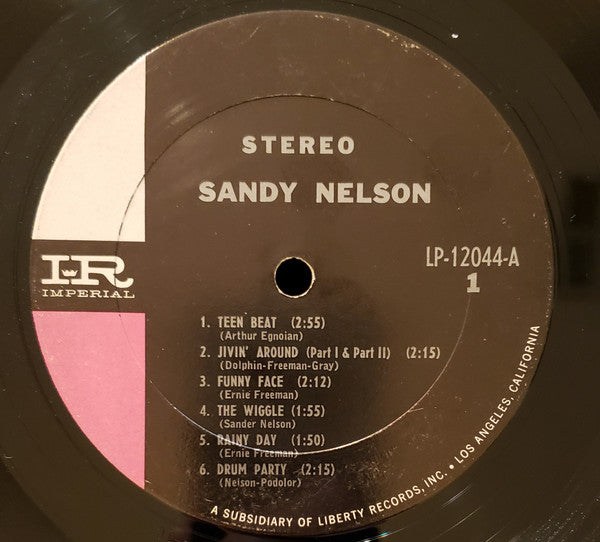 STEREO
SANDY NELSON
IR
IMPERIAL
LP-12044-A
1
1. TEEN BEAT (2:55)
(Arthur Egnoian)
2. JIVIN' AROUND (Part I & Part II) (2:15)
(Dolphin-Freeman-Gray)
3. FUNNY FACE (2:12)
(Ernie Freeman)
4. THE WIGGLE (1:55)
(Sander Nelson)
5. RAINY DAY (1:50)
(Ernie Freeman)
6. DRUM PARTY (2:15)
(Nelson-Podolor)
A SUBSIDIARY OF LIBERTY RECORDS, INC. • LOS ANGELES, CALIFORNIA